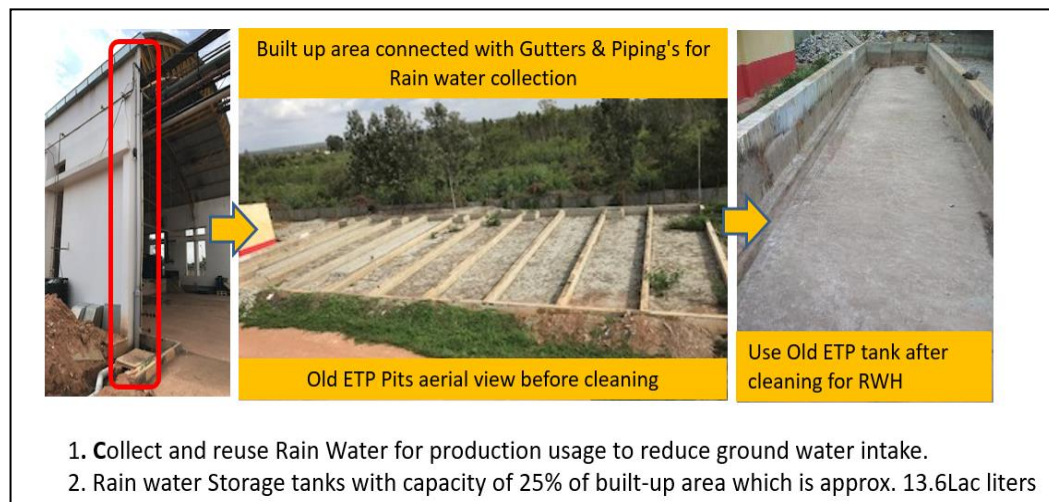 Built up area connected with Gutters & Piping's for
Rain water collection
Old ETP Pits aerial view before cleaning
Use Old ETP tank after
cleaning for RWH
1. Collect and reuse Rain Water for production usage to reduce ground water intake.
2. Rain water Storage tanks with capacity of 25% of built-up area which is approx. 13.6Lac liters